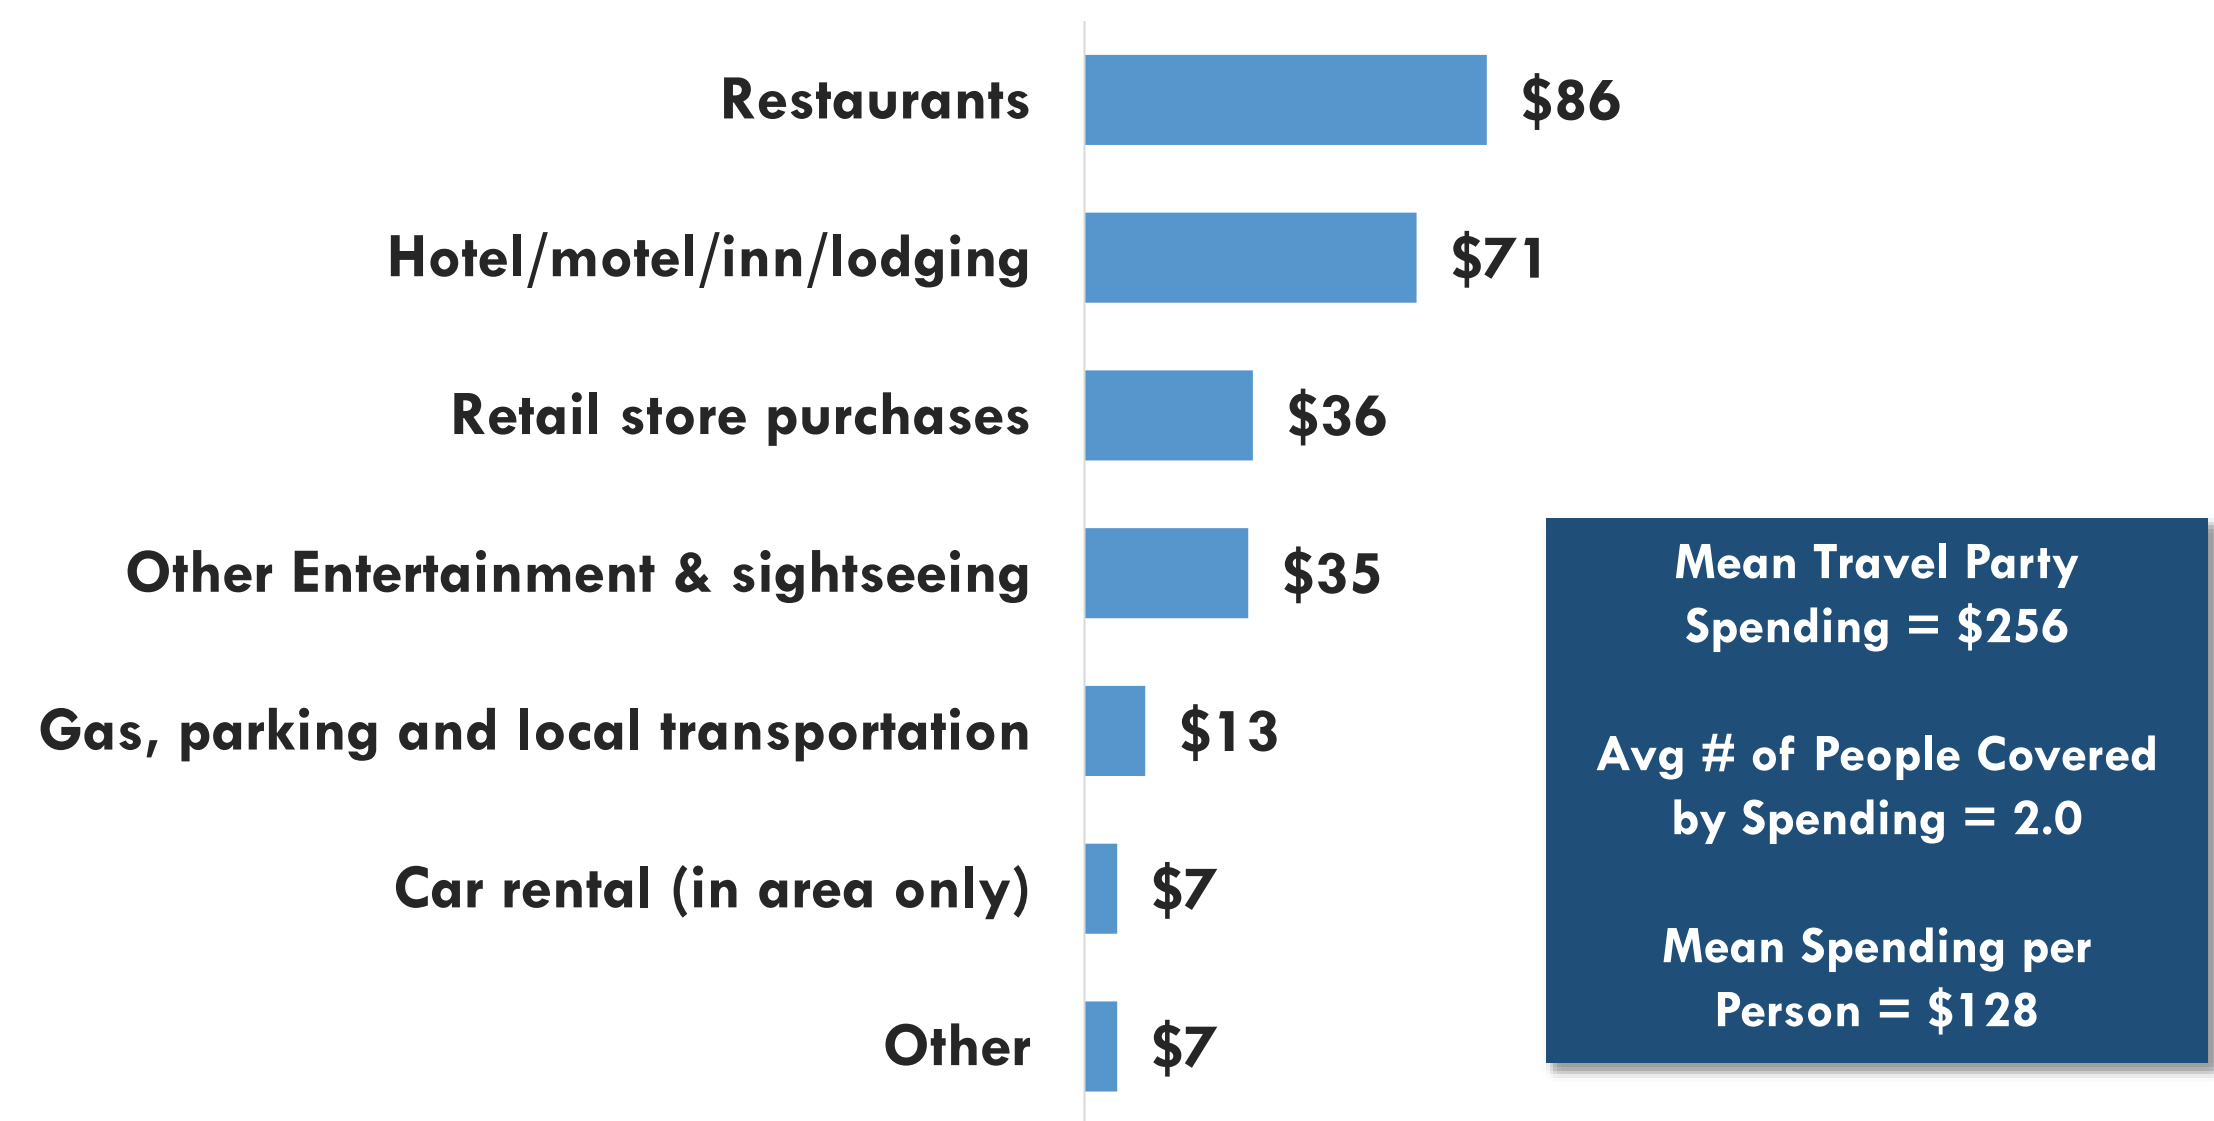 Restaurants $86
Hotel/motel/inn/lodging $71
Retail store purchases $36
Other Entertainment & sightseeing $35
Gas, parking and local transportation $13
Car rental (in area only) $7
Other $7
Mean Travel Party
Spending = $256
Avg # of People Covered
by Spending = 2.0
Mean Spending per
Person = $128